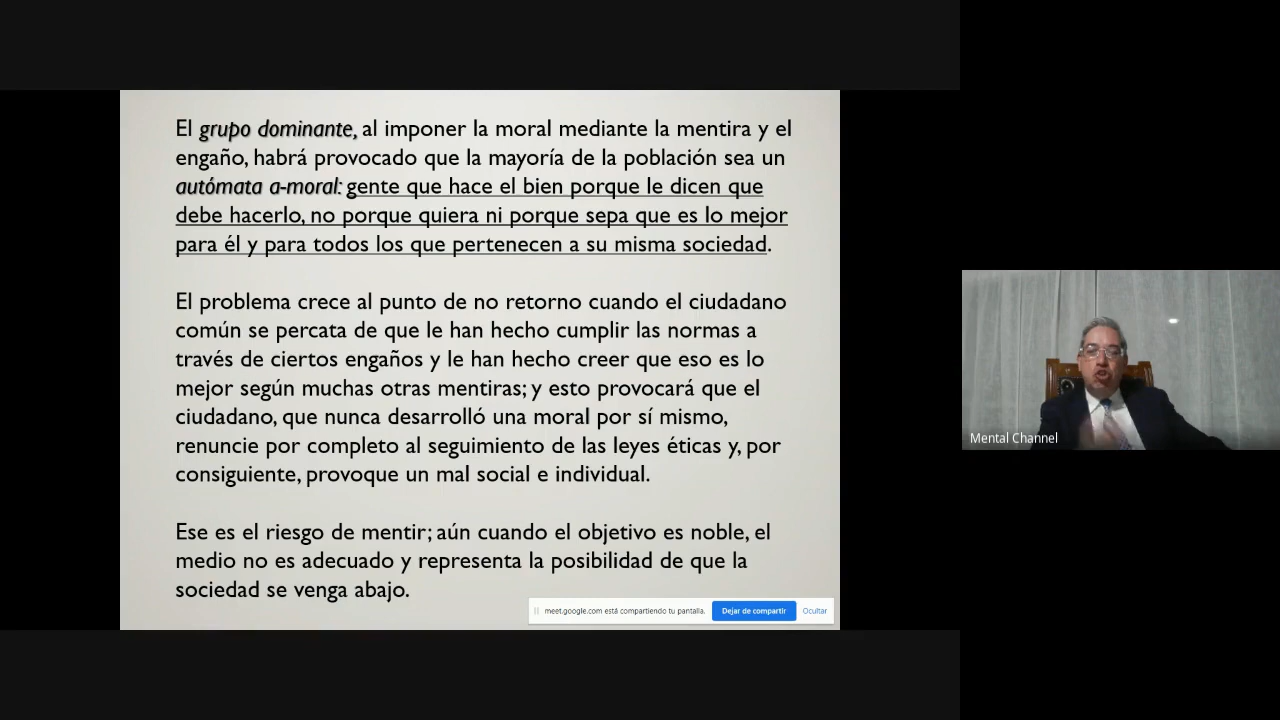 El grupo dominante, al imponer la moral mediante la mentira y el
engaño, habrá provocado que la mayoría de la población sea un
autómata a-moral: gente que hace el bien porque le dicen que
debe hacerlo, no porque quiera ni porque sepa que es lo mejor
para él y para todos los que pertenecen a su misma sociedad.
El problema crece al punto de no retorno cuando el ciudadano
común se percata de que le han hecho cumplir las normas a
través de ciertos engaños y le han hecho creer que eso es lo
mejor según muchas otras mentiras; y esto provocará que el
ciudadano, que nunca desarrolló una moral por sí mismo,
renuncie por completo al seguimiento de las leyes éticas y, por
consiguiente, provoque un mal social e individual.
Ese es el riesgo de mentir; aún cuando el objetivo es noble, el
medio no es adecuado y representa la posibilidad de que la
sociedad se venga abajo.
meet.google.com está compartiendo tu pantalla. Dejar de compartir Ocultar
Mental Channel